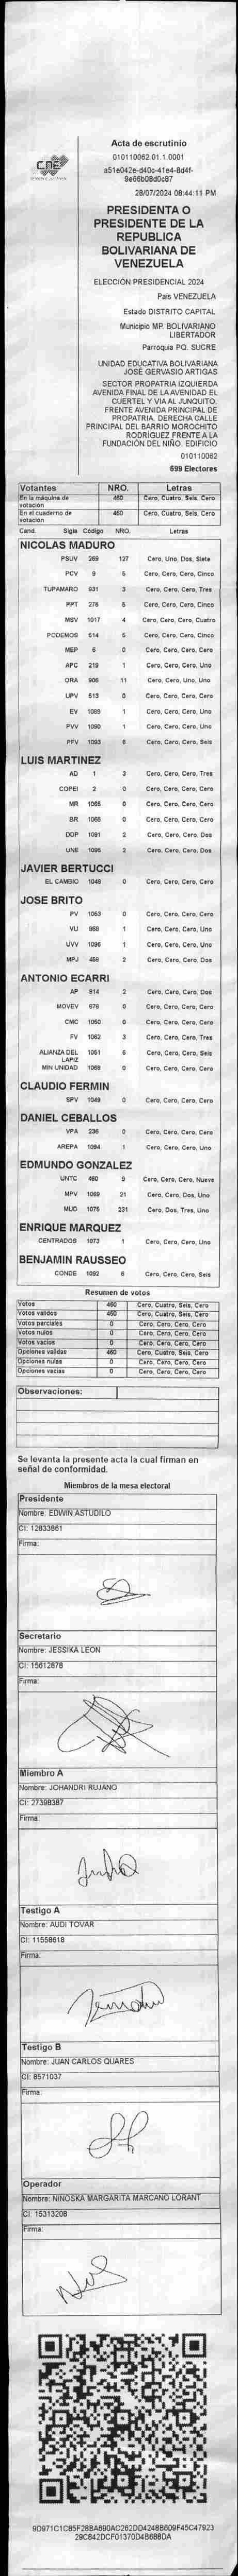 CNE
Acta de escrutinio
010110062.01.1.0001
a51e042e-d40c-41e4-8d4f-
9e66b08d0c87
28/07/2024 08:44:11 PM
PRESIDENTA O
PRESIDENTE DE LA
REPUBLICA
BOLIVARIANA DE
VENEZUELA
ELECCIÓN PRESIDENCIAL 2024
Pais VENEZUELA
Estado DISTRITO CAPITAL
Municipio MP. BOLIVARIANO
LIBERTADOR
Parroquia PQ. SUCRE
UNIDAD EDUCATIVA BOLIVARIANA
JOSÉ GERVASIO ARTIGAS
SECTOR PROPATRIA IZQUIERDA
AVENIDA FINAL DE LA AVENIDAD EL
CUERTEL Y VIA AL JUNQUITO.
FRENTE AVENIDA PRINCIPAL DE
PROPATRIA. DERECHA CALLE
PRINCIPAL DEL BARRIO MOROCHITO
RODRÍGUEZ FRENTE A LA
FUNDACIÓN DEL NIÑO. EDIFICIO
010110062
699 Electores
Votantes NRO. Letras
En la máquina de votación 460 Cero, Cuatro, Seis, Cero
En el cuaderno de votación 460 Cero, Cuatro, Seis, Cero
Cand. Sigla Código NRO. Letras
NICOLAS MADURO
PSUV 269 127 Cero, Uno, Dos, Siete
PCV 9 5 Cero, Cero, Cero, Cinco
TUPAMARO 931 3 Cero, Cero, Cero, Tres
PPT 276 5 Cero, Cero, Cero, Cinco
MSV 1017 4 Cero, Cero, Cero, Cuatro
PODEMOS 614 5 Cero, Cero, Cero, Cinco
MEP 6 0 Cero, Cero, Cero, Cero
APC 219 1 Cero, Cero, Cero, Uno
ORA 906 11 Cero, Cero, Uno, Uno
UPV 513 0 Cero, Cero, Cero, Cero
EV 1089 1 Cero, Cero, Cero, Uno
PVV 1090 1 Cero, Cero, Cero, Uno
PFV 1093 6 Cero, Cero, Cero, Seis
LUIS MARTINEZ
AD 1 3 Cero, Cero, Cero, Tres
COPEI 2 0 Cero, Cero, Cero, Cero
MR 1065 0 Cero, Cero, Cero, Cero
BR 1066 0 Cero, Cero, Cero, Cero
DDP 1091 2 Cero, Cero, Cero, Dos
UNE 1095 2 Cero, Cero, Cero, Dos
JAVIER BERTUCCI
EL CAMBIO 1048 0 Cero, Cero, Cero, Cero
JOSE BRITO
PV 1053 0 Cero, Cero, Cero, Cero
VU 868 1 Cero, Cero, Cero, Uno
UVV 1096 1 Cero, Cero, Cero, Uno
MPJ 468 2 Cero, Cero, Cero, Dos
ANTONIO ECARRI
AP 814 2 Cero, Cero, Cero, Dos
MOVEV 678 0 Cero, Cero, Cero, Cero
CMC 1050 0 Cero, Cero, Cero, Cero
FV 1062 3 Cero, Cero, Cero, Tres
ALIANZA DEL LAPIZ 1051 6 Cero, Cero, Cero, Seis
MIN UNIDAD 1068 0 Cero, Cero, Cero, Cero
CLAUDIO FERMIN
SPV 1049 0 Cero, Cero, Cero, Cero
DANIEL CEBALLOS
VPA 236 0 Cero, Cero, Cero, Cero
AREPA 1094 1 Cero, Cero, Cero, Uno
EDMUNDO GONZALEZ
UNTC 460 9 Cero, Cero, Cero, Nueve
MPV 1069 21 Cero, Cero, Dos, Uno
MUD 1075 231 Cero, Dos, Tres, Uno
ENRIQUE MARQUEZ
CENTRADOS 1073 1 Cero, Cero, Cero, Uno
BENJAMIN RAUSSEO
CONDE 1092 6 Cero, Cero, Cero, Seis
Resumen de votos
Votos 460 Cero, Cuatro, Seis, Cero
Votos validos 460 Cero, Cuatro, Seis, Cero
Votos parciales 0 Cero, Cero, Cero, Cero
Votos nulos 0 Cero, Cero, Cero, Cero
Votos vacios 0 Cero, Cero, Cero, Cero
Opciones validas 460 Cero, Cuatro, Seis, Cero
Opciones nulas 0 Cero, Cero, Cero, Cero
Opciones vacias 0 Cero, Cero, Cero, Cero
Observaciones:
Se levanta la presente acta la cual firman en
señal de conformidad.
Miembros de la mesa electoral
Presidente
Nombre: EDWIN ASTUDILO
CI: 12833861
Firma:
Secretario
Nombre: JESSIKA LEON
CI: 15612878
Firma:
Miembro A
Nombre: JOHANDRI RUJANO
CI: 27398387
Firma:
Testigo A
Nombre: AUDI TOVAR
CI: 11556618
Firma:
Testigo B
Nombre: JUAN CARLOS QUARES
CI: 8571037
Firma:
Operador
Nombre: NINOSKA MARGARITA MARCANO LORANT
CI: 15313208
Firma:
9D971C1C85F28BA690AC262DD4248B609F45C47923
29C842DCF01370D4B688DA